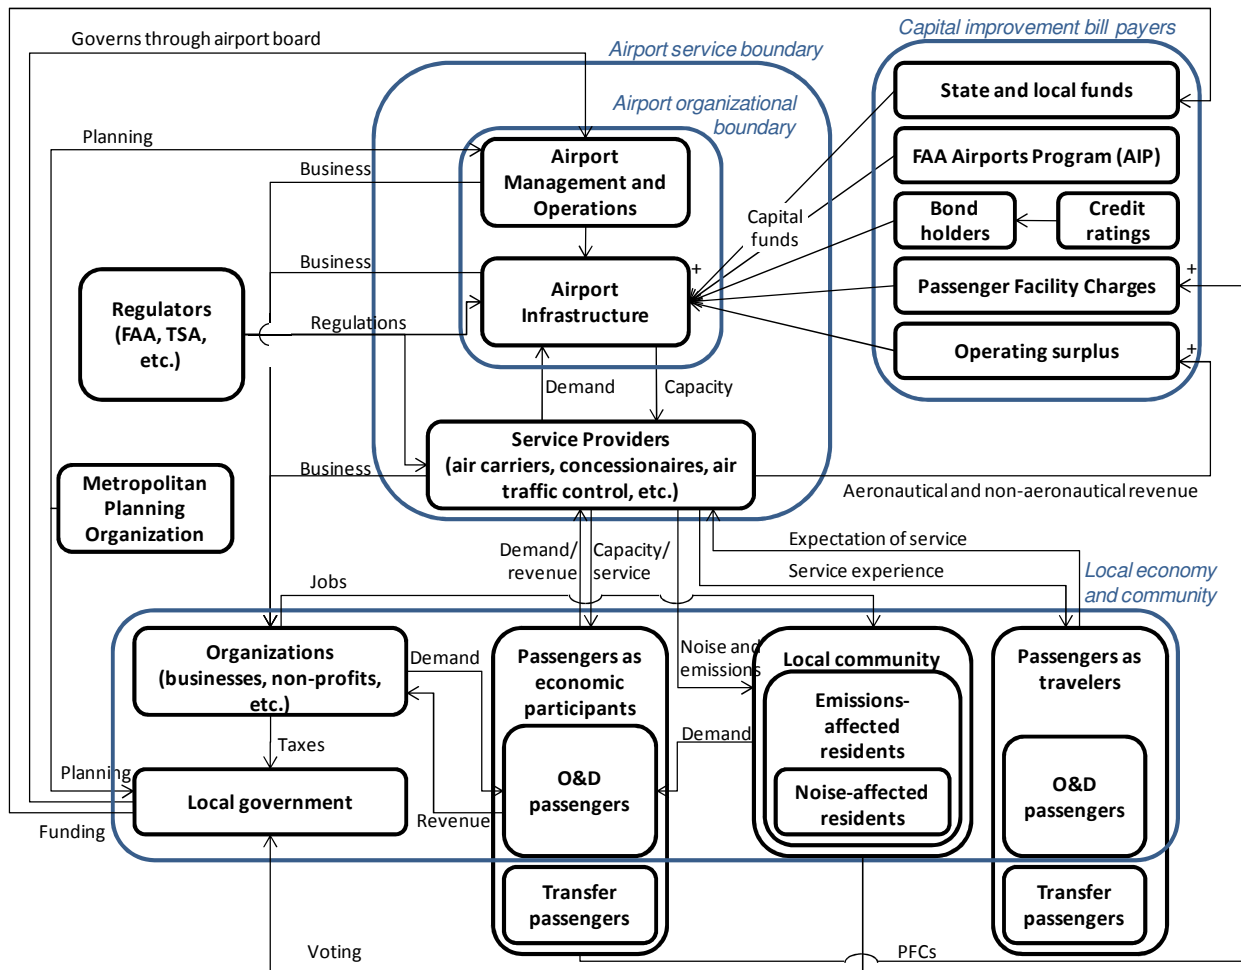 Governs through airport board
Airport service boundary
Capital improvement bill payers
Airport organizational
boundary
State and local funds
Planning
FAA Airports Program (AIP)
Business
Airport
Management and
Operations
Capital
funds
Bond
holders
Credit
ratings
Business
+
+
Regulators
(FAA, TSA,
etc.)
Regulations
Airport
Infrastructure
Passenger Facility Charges
+
Operating surplus
Demand
Capacity
Service Providers
(air carriers, concessionaires, air
traffic control, etc.)
Business
Metropolitan
Planning
Organization
Aeronautical and non-aeronautical revenue
Demand/
revenue
Capacity/
service
Expectation of service
Service experience
Local economy
and community
Jobs
Organizations
(businesses, non-profits,
etc.)
Demand
Passengers as
economic
participants
Noise and
emissions
Local community
Passengers as
travelers
Emissions-
affected
residents
Demand
Taxes
Planning
Local government
O&D
passengers
Noise-affected
residents
O&D
passengers
Funding
Revenue
Transfer
passengers
Transfer
passengers
Voting
PFCs